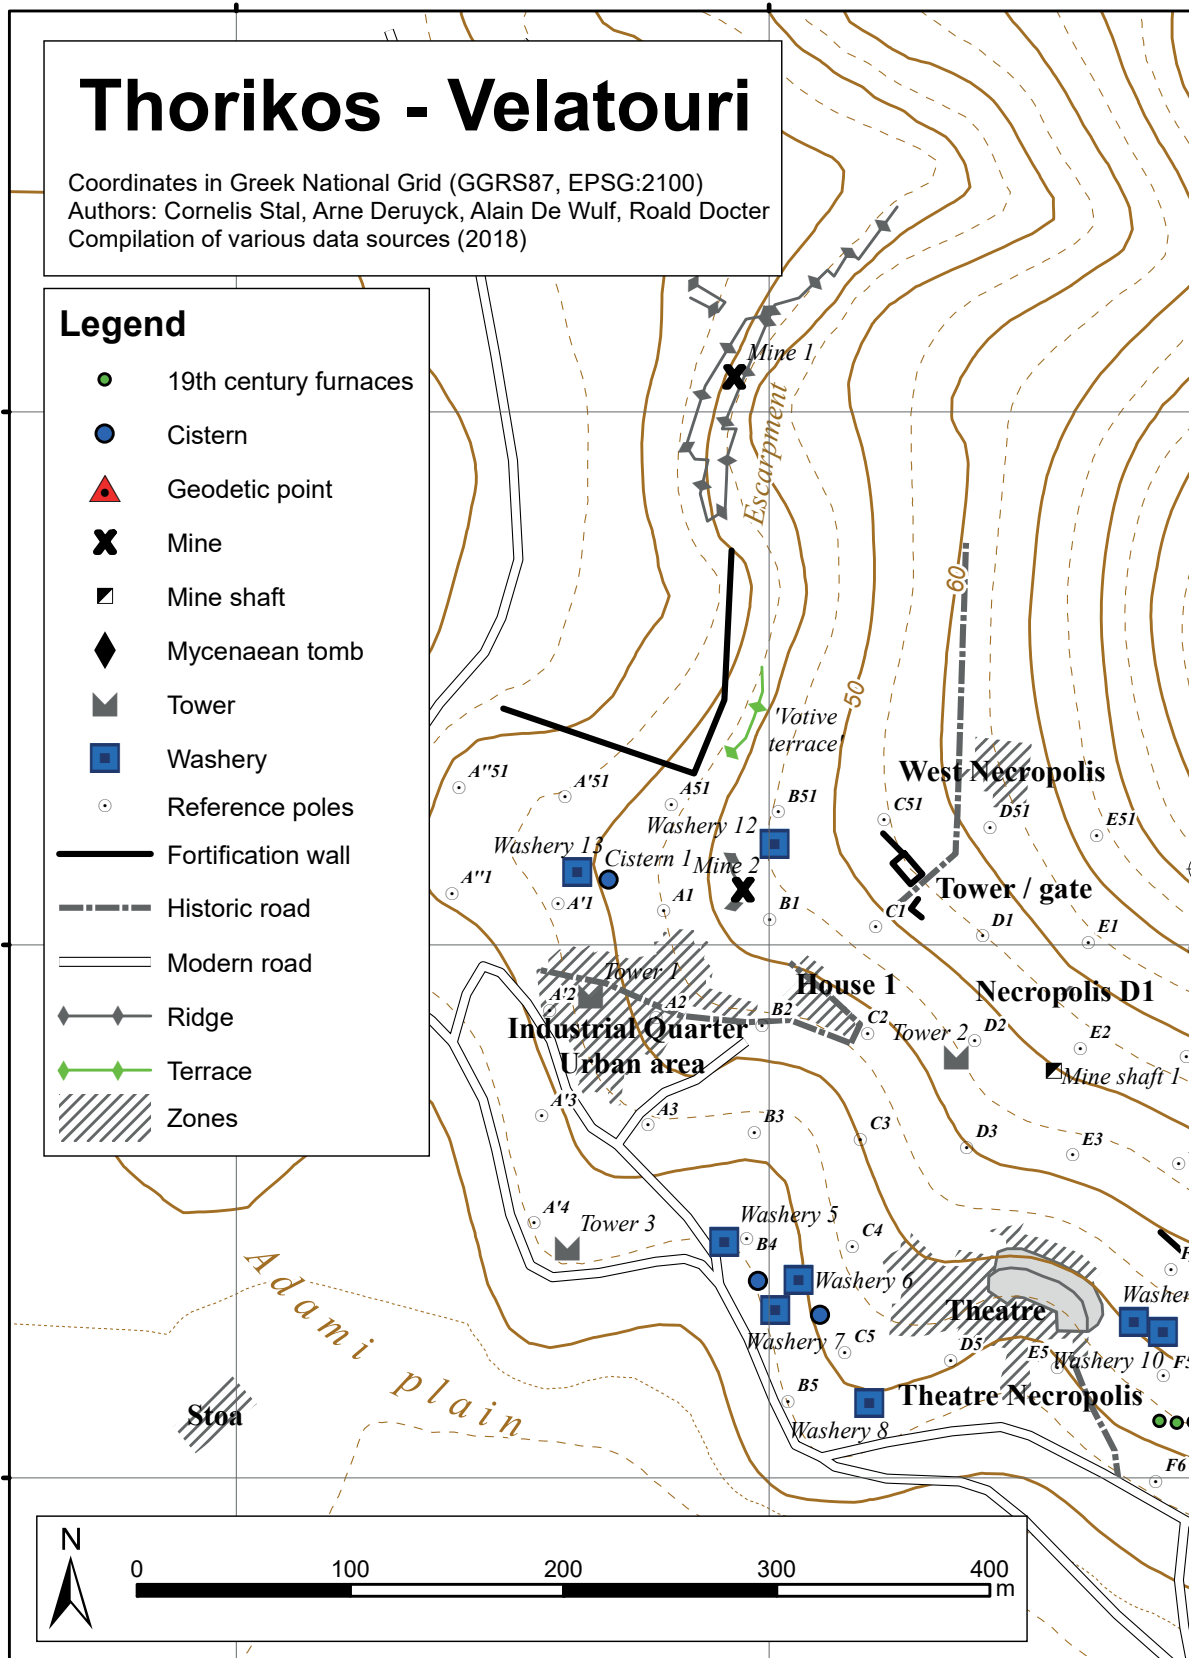 Thorikos - Velatouri
Coordinates in Greek National Grid (GGRS87, EPSG:2100)
Authors: Cornelis Stal, Arne Deruyck, Alain De Wulf, Roald Docter
Compilation of various data sources (2018)
Legend
19th century furnaces
Cistern
Geodetic point
Mine
Mine shaft
Mycenaean tomb
Tower
Washery
Reference poles
Fortification wall
Historic road
Modern road
Ridge
Terrace
Zones
Mine 1
Escarpment
60
50
'Votive
terrace'
West Necropolis
A''51
A'51
A51
B51
C51
D51
E51
Washery 12
Washery 13
Cistern 1
Mine 2
Tower / gate
A''1
A'1
A1
B1
C1
D1
E1
Tower 1
House 1
Necropolis D1
A'2
A2
B2
C2
Tower 2
D2
E2
Industrial Quarter
Urban area
Mine shaft 1
A'3
A3
B3
C3
D3
E3
A'4
Tower 3
Washery 5
B4
C4
Washery 6
Theatre
Washery 7
C5
D5
E5
Washery 10
F5
Adami plain
Stoa
B5
Theatre Necropolis
Washery 8
F6
N
0
100
200
300
400
m